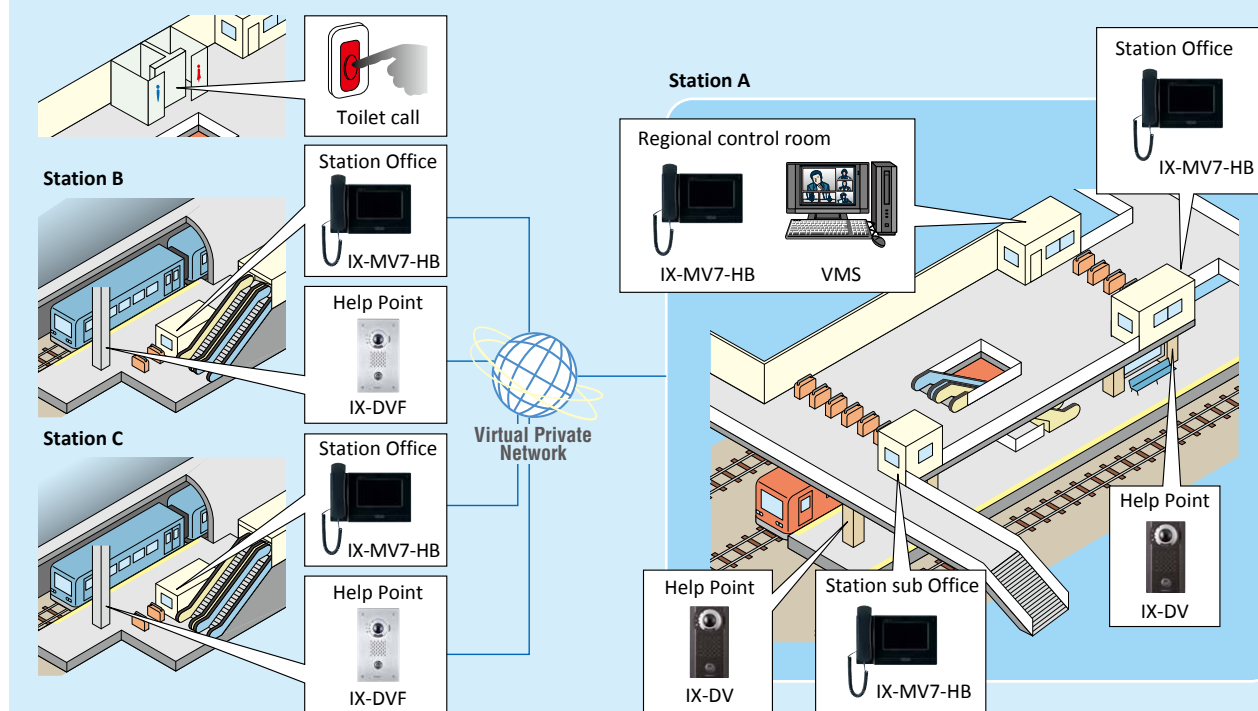 Toilet call
Station B
Station Office
IX-MV7-HB
Help Point
IX-DVF
Station C
Station Office
IX-MV7-HB
Help Point
IX-DVF
Virtual Private
Network
Station A
Regional control room
IX-MV7-HB
VMS
Station Office
IX-MV7-HB
Help Point
IX-DV
Station sub Office
IX-MV7-HB
Help Point
IX-DV